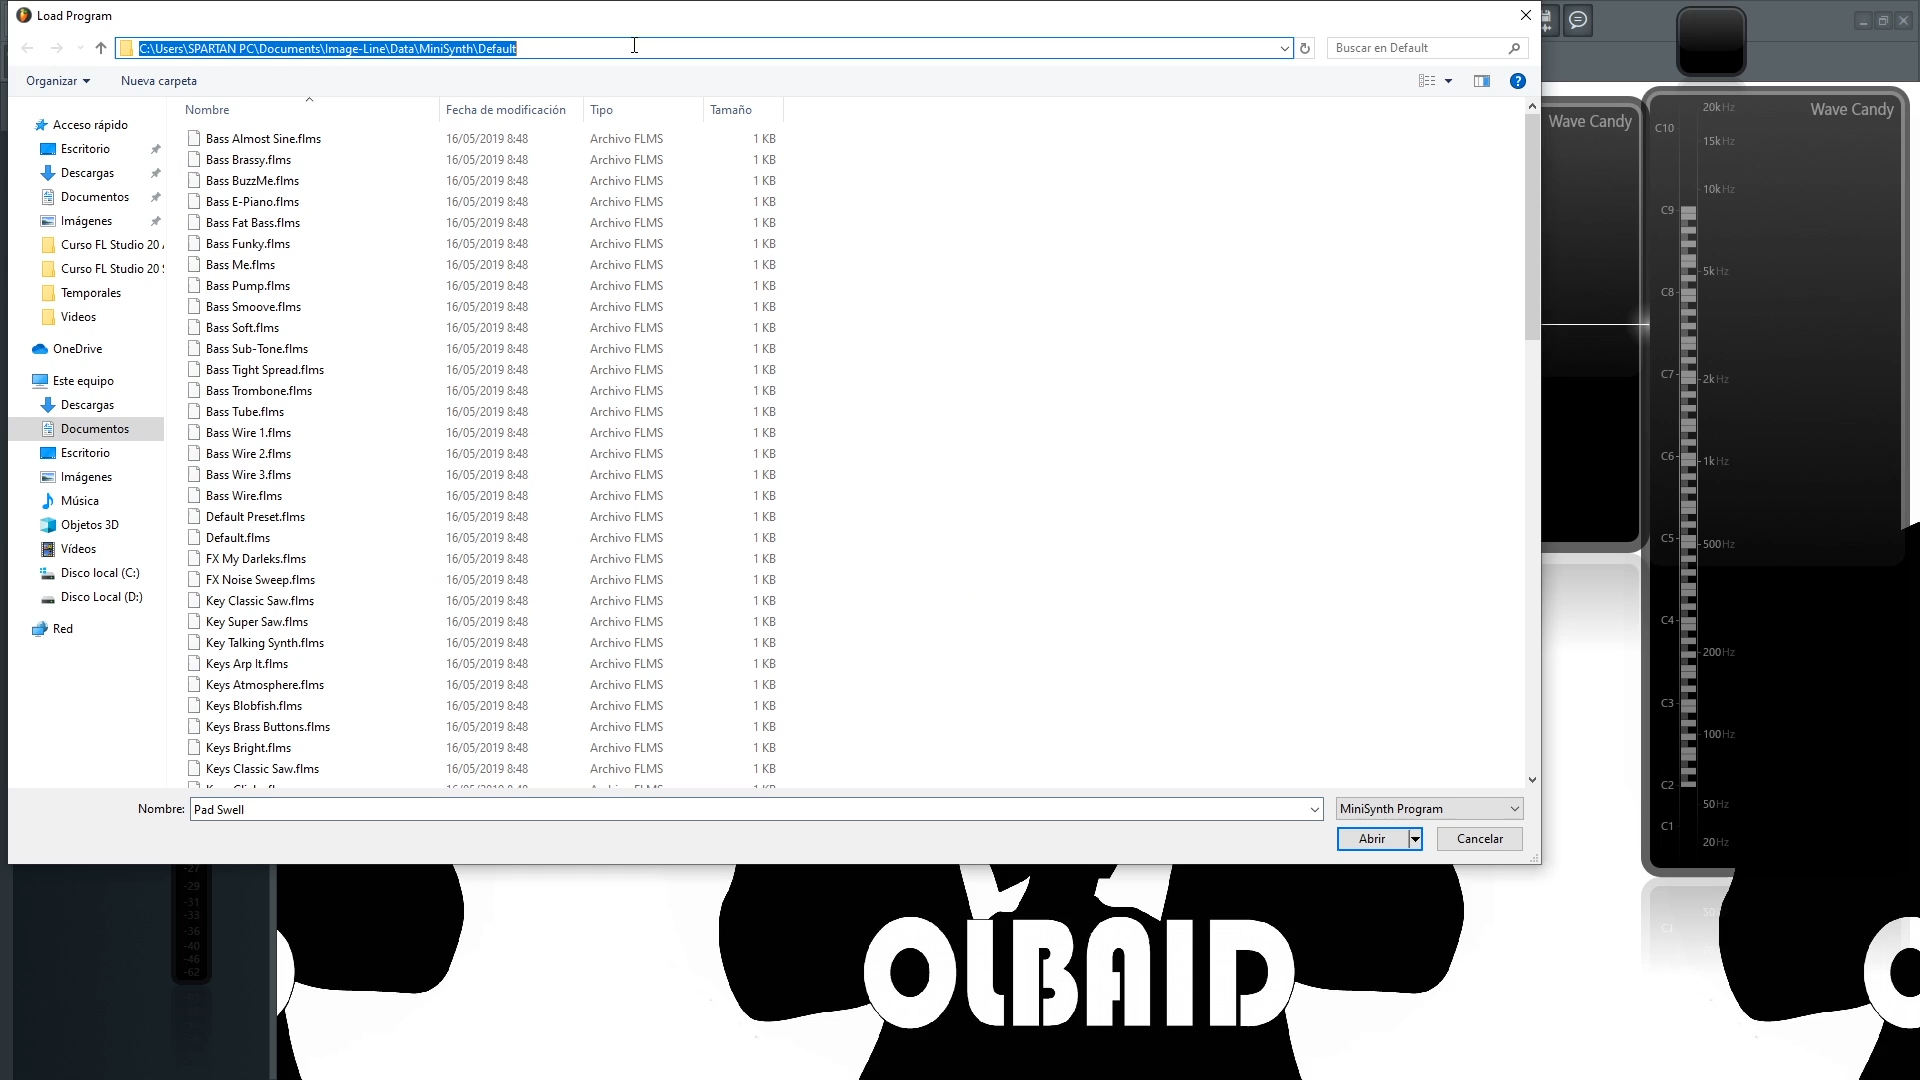 Load Program
C:\Users\SPARTAN PC\Documents\Image-Line\Data\MiniSynth\Default
Buscar en Default
Organizar
Nueva carpeta
Nombre
Fecha de modificación
Tipo
Tamaño
Acceso rápido
Escritorio
Descargas
Documentos
Imágenes
Curso FL Studio 20
Curso FL Studio 20
Temporales
Videos
OneDrive
Este equipo
Descargas
Documentos
Escritorio
Imágenes
Música
Objetos 3D
Vídeos
Disco local (C:)
Disco Local (D:)
Red
Bass Almost Sine.flms 16/05/2019 8:48 Archivo FLMS 1 KB
Bass Brassy.flms 16/05/2019 8:48 Archivo FLMS 1 KB
Bass BuzzMe.flms 16/05/2019 8:48 Archivo FLMS 1 KB
Bass E-Piano.flms 16/05/2019 8:48 Archivo FLMS 1 KB
Bass Fat Bass.flms 16/05/2019 8:48 Archivo FLMS 1 KB
Bass Funky.flms 16/05/2019 8:48 Archivo FLMS 1 KB
Bass Me.flms 16/05/2019 8:48 Archivo FLMS 1 KB
Bass Pump.flms 16/05/2019 8:48 Archivo FLMS 1 KB
Bass Smoove.flms 16/05/2019 8:48 Archivo FLMS 1 KB
Bass Soft.flms 16/05/2019 8:48 Archivo FLMS 1 KB
Bass Sub-Tone.flms 16/05/2019 8:48 Archivo FLMS 1 KB
Bass Tight Spread.flms 16/05/2019 8:48 Archivo FLMS 1 KB
Bass Trombone.flms 16/05/2019 8:48 Archivo FLMS 1 KB
Bass Tube.flms 16/05/2019 8:48 Archivo FLMS 1 KB
Bass Wire 1.flms 16/05/2019 8:48 Archivo FLMS 1 KB
Bass Wire 2.flms 16/05/2019 8:48 Archivo FLMS 1 KB
Bass Wire 3.flms 16/05/2019 8:48 Archivo FLMS 1 KB
Bass Wire.flms 16/05/2019 8:48 Archivo FLMS 1 KB
Default Preset.flms 16/05/2019 8:48 Archivo FLMS 1 KB
Default.flms 16/05/2019 8:48 Archivo FLMS 1 KB
FX My Darleks.flms 16/05/2019 8:48 Archivo FLMS 1 KB
FX Noise Sweep.flms 16/05/2019 8:48 Archivo FLMS 1 KB
Key Classic Saw.flms 16/05/2019 8:48 Archivo FLMS 1 KB
Key Super Saw.flms 16/05/2019 8:48 Archivo FLMS 1 KB
Key Talking Synth.flms 16/05/2019 8:48 Archivo FLMS 1 KB
Keys Arp It.flms 16/05/2019 8:48 Archivo FLMS 1 KB
Keys Atmosphere.flms 16/05/2019 8:48 Archivo FLMS 1 KB
Keys Blobfish.flms 16/05/2019 8:48 Archivo FLMS 1 KB
Keys Brass Buttons.flms 16/05/2019 8:48 Archivo FLMS 1 KB
Keys Bright.flms 16/05/2019 8:48 Archivo FLMS 1 KB
Keys Classic Saw.flms 16/05/2019 8:48 Archivo FLMS 1 KB
Nombre: Pad Swell
MiniSynth Program
Abrir
Cancelar
Wave Candy
Wave Candy
20kHz
C10
15kHz
10kHz
C9
5kHz
C8
C7
2kHz
C6
1kHz
C5
500Hz
C4
200Hz
C3
100Hz
C2
50Hz
C1
20Hz
-27
-29
-31
-33
-36
-40
-46
-62
OLBAID